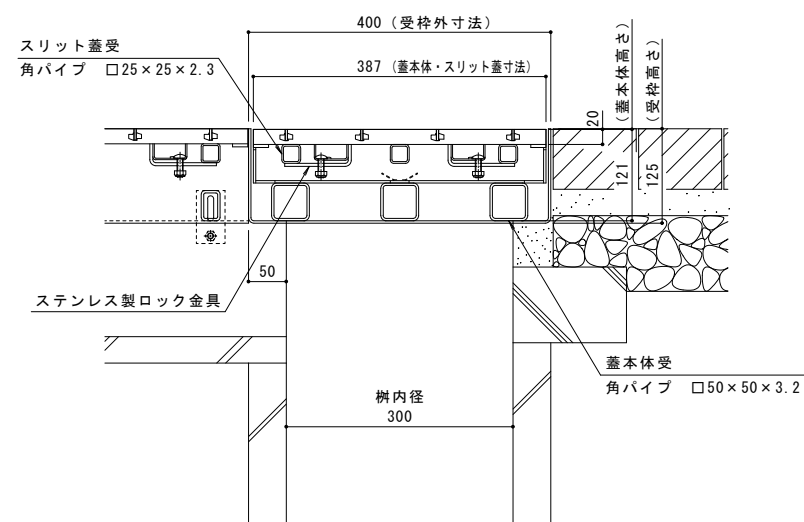 400 (受枠外寸法)
スリット蓋受
角パイプ □25×25×2.3
387 (蓋本体・スリット蓋寸法)
20
121
(蓋本体高さ)
125
(受枠高さ)
50
ステンレス製ロック金具
蓋本体受
角パイプ □50×50×3.2
桝内径
300